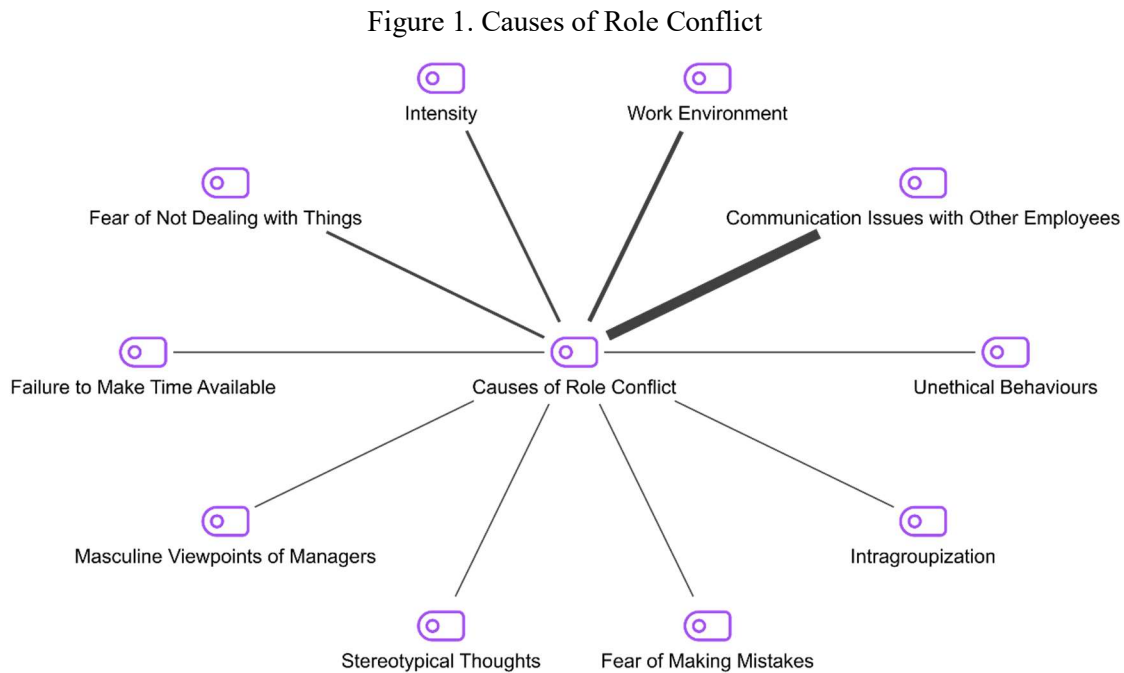 Figure 1. Causes of Role Conflict
Intensity
Work Environment
Fear of Not Dealing with Things
Communication Issues with Other Employees
Failure to Make Time Available
Causes of Role Conflict
Unethical Behaviours
Masculine Viewpoints of Managers
Intragroupization
Stereotypical Thoughts
Fear of Making Mistakes